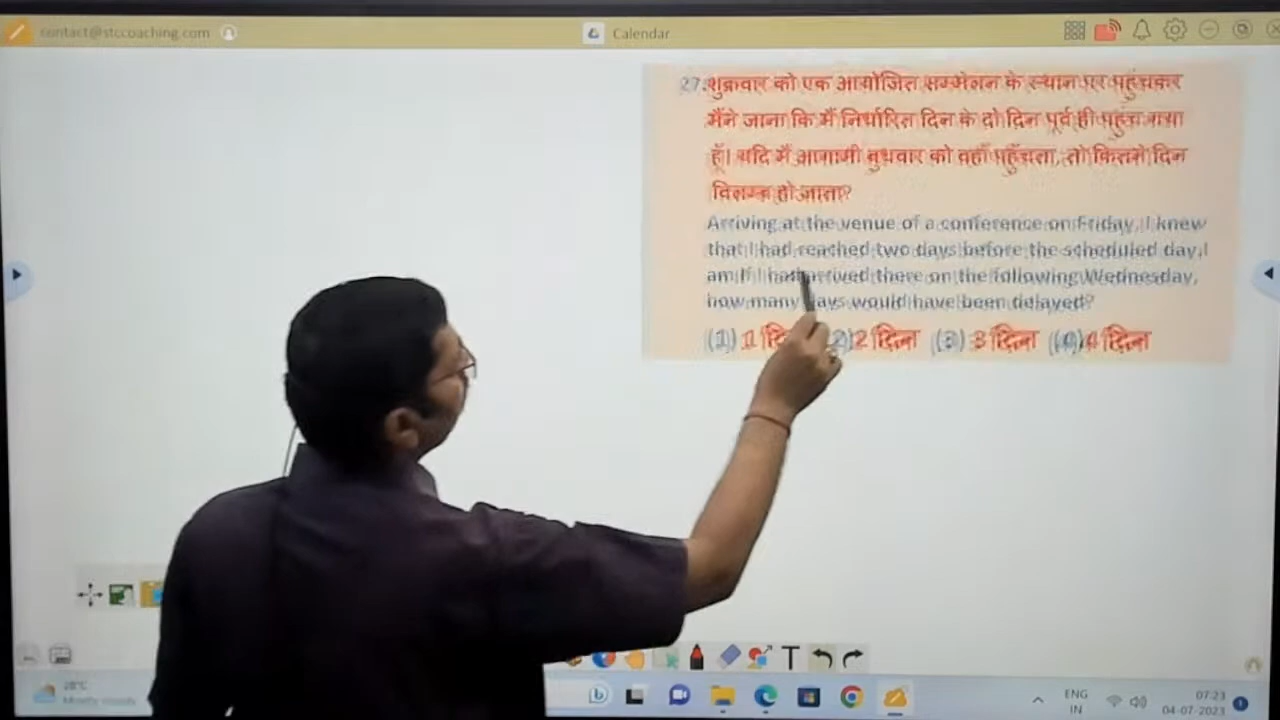 contact@stccoaching.com
Calendar
27.शुक्रवार को एक आयोजित सम्मेलन के स्थान पर पहुंचकर
मैंने जाना कि मैं निर्धारित दिन के दो दिन पूर्व ही पहुंच गया
हूँ। यदि मैं आगामी बुधवार को वहाँ पहुँचता, तो कितने दिन
विलम्ब हो जाता?
Arriving at the venue of a conference on Friday, I knew
that I had reached two days before the scheduled day,I
am If I had arrived there on the following Wednesday,
how many days would have been delayed?
(1) 1 दि (2) 2 दिन (3) 3 दिन (4) 4 दिन
T
28°C
Mostly cloudy
ENG
IN
07:23
04-07-2023